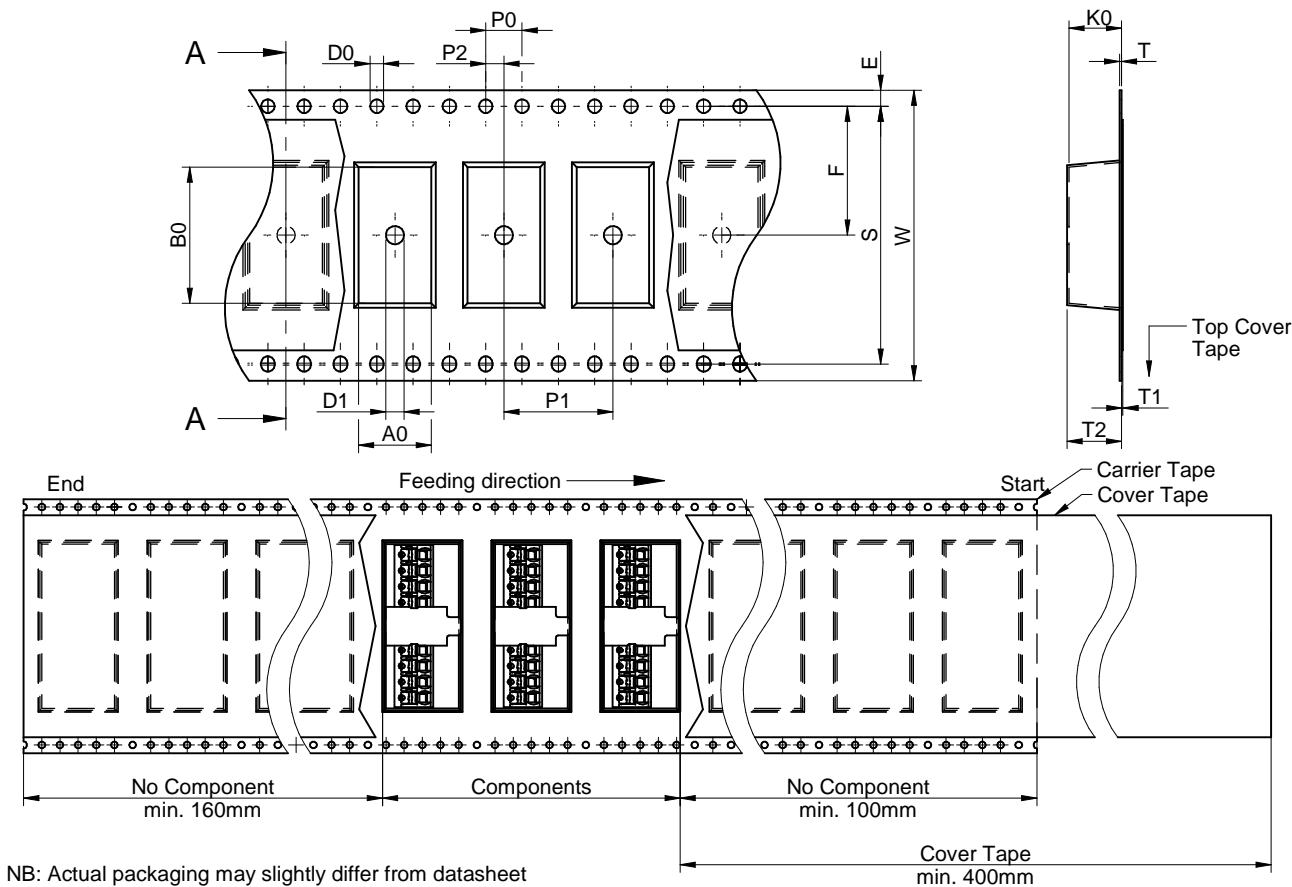 P0
K0
A
D0
P2
E
T
F
B0
S
W
Top Cover
Tape
D1
P1
T1
A
A0
T2
End
Feeding direction
Start
Carrier Tape
Cover Tape
No Component
min. 160mm
Components
No Component
min. 100mm
Cover Tape
min. 400mm
NB: Actual packaging may slightly differ from datasheet